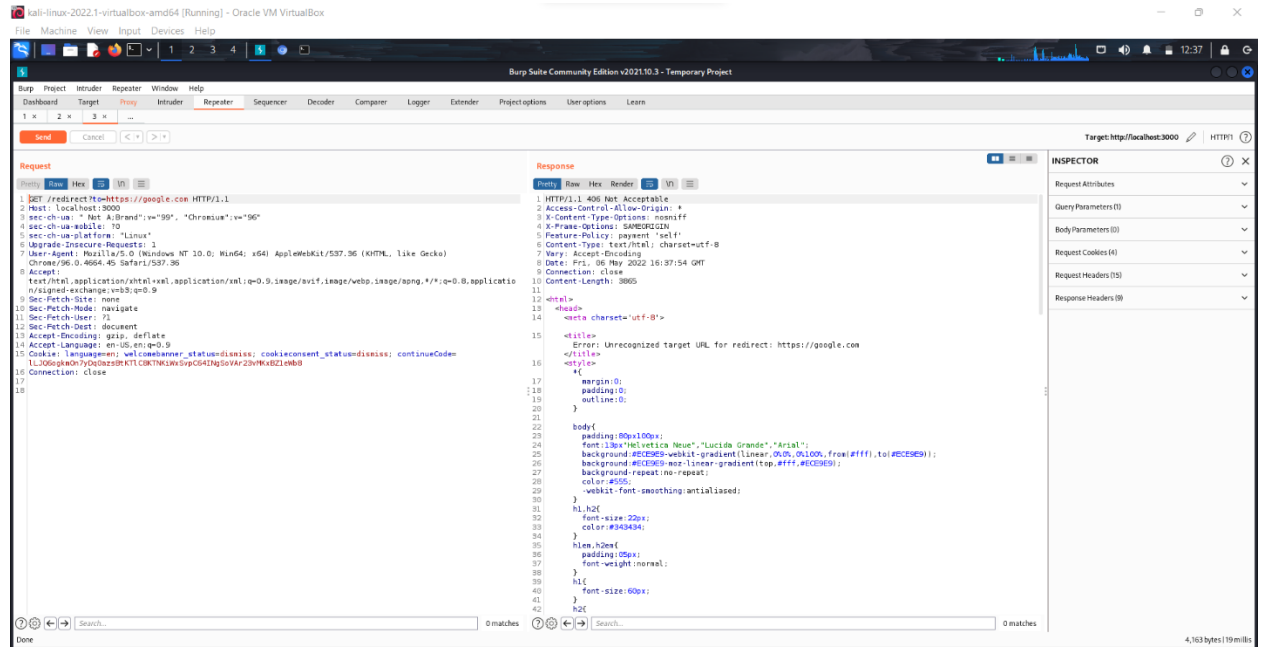 kali-linux-2022.1-virtualbox-amd64 [Running] - Oracle VM VirtualBox
File Machine View Input Devices Help
1 2 3 4
12:37
Burp Suite Community Edition v2021.10.3 - Temporary Project
Burp Project Intruder Repeater Window Help
Dashboard Target Proxy Intruder Repeater Sequencer Decoder Comparer Logger Extender Project options User options Learn
1 × 2 × 3 × ...
Send Cancel < > Target: http://localhost:3000 HTTP/1
Request
Pretty Raw Hex \n
1 GET /redirect?to=https://google.com HTTP/1.1
2 Host: localhost:3000
3 sec-ch-ua: " Not A;Brand";v="99", "Chromium";v="96"
4 sec-ch-ua-mobile: ?0
5 sec-ch-ua-platform: "Linux"
6 Upgrade-Insecure-Requests: 1
7 User-Agent: Mozilla/5.0 (Windows NT 10.0; Win64; x64) AppleWebKit/537.36 (KHTML, like Gecko)
Chrome/96.0.4664.45 Safari/537.36
8 Accept:
text/html,application/xhtml+xml,application/xml;q=0.9,image/avif,image/webp,image/apng,*/*;q=0.8,applicatio
n/signed-exchange;v=b3;q=0.9
9 Sec-Fetch-Site: none
10 Sec-Fetch-Mode: navigate
11 Sec-Fetch-User: ?1
12 Sec-Fetch-Dest: document
13 Accept-Encoding: gzip, deflate
14 Accept-Language: en-US,en;q=0.9
15 Cookie: language=en; welcomebanner_status=dismiss; cookieconsent_status=dismiss; continueCode=
16 Connection: close
17
18
Search...
0 matches
Response
Pretty Raw Hex Render \n
1 HTTP/1.1 406 Not Acceptable
2 Access-Control-Allow-Origin: *
3 X-Content-Type-Options: nosniff
4 X-Frame-Options: SAMEORIGIN
5 Feature-Policy: payment 'self'
6 Content-Type: text/html; charset=utf-8
7 Vary: Accept-Encoding
8 Date: Fri, 06 May 2022 16:37:54 GMT
9 Connection: close
10 Content-Length: 3865
11
12 <html>
13 <head>
14 <meta charset='utf-8'>
15 <title>
Error: Unrecognized target URL for redirect: https://google.com
</title>
16 <style>
*{
17 margin:0;
18 padding:0;
19 outline:0;
20 }
21
22 body{
23 padding:80px100px;
24 font:13px"Helvetica Neue","Lucida Grande","Arial";
25 background:#ECE9E9-webkit-gradient(linear,0%0%,0%100%,from(#fff),to(#ECE9E9));
26 background:#ECE9E9-moz-linear-gradient(top,#fff,#ECE9E9);
27 background-repeat:no-repeat;
28 color:#555;
29 -webkit-font-smoothing:antialiased;
30 }
31 h1,h2{
32 font-size:22px;
33 color:#343434;
34 }
35 h1em,h2em{
36 padding:05px;
37 font-weight:normal;
38 }
39 h1{
40 font-size:60px;
41 }
42 h2{
Search...
0 matches
INSPECTOR
Request Attributes
Query Parameters (1)
Body Parameters (0)
Request Cookies (4)
Request Headers (15)
Response Headers (9)
Done
4,163 bytes | 19 millis